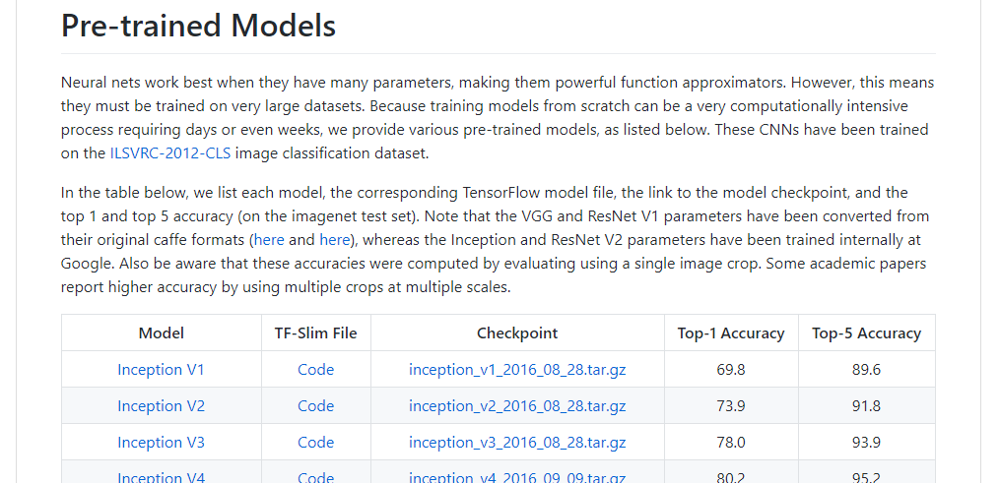 Pre-trained Models
Neural nets work best when they have many parameters, making them powerful function approximators. However, this means
they must be trained on very large datasets. Because training models from scratch can be a very computationally intensive
process requiring days or even weeks, we provide various pre-trained models, as listed below. These CNNs have been trained
on the ILSVRC-2012-CLS image classification dataset.
In the table below, we list each model, the corresponding TensorFlow model file, the link to the model checkpoint, and the
top 1 and top 5 accuracy (on the imagenet test set). Note that the VGG and ResNet V1 parameters have been converted from
their original caffe formats (here and here), whereas the Inception and ResNet V2 parameters have been trained internally at
Google. Also be aware that these accuracies were computed by evaluating using a single image crop. Some academic papers
report higher accuracy by using multiple crops at multiple scales.
Model TF-Slim File Checkpoint Top-1 Accuracy Top-5 Accuracy
Inception V1 Code inception_v1_2016_08_28.tar.gz 69.8 89.6
Inception V2 Code inception_v2_2016_08_28.tar.gz 73.9 91.8
Inception V3 Code inception_v3_2016_08_28.tar.gz 78.0 93.9
Inception V4 Code inception_v4_2016_09_09.tar.gz 80.2 95.2